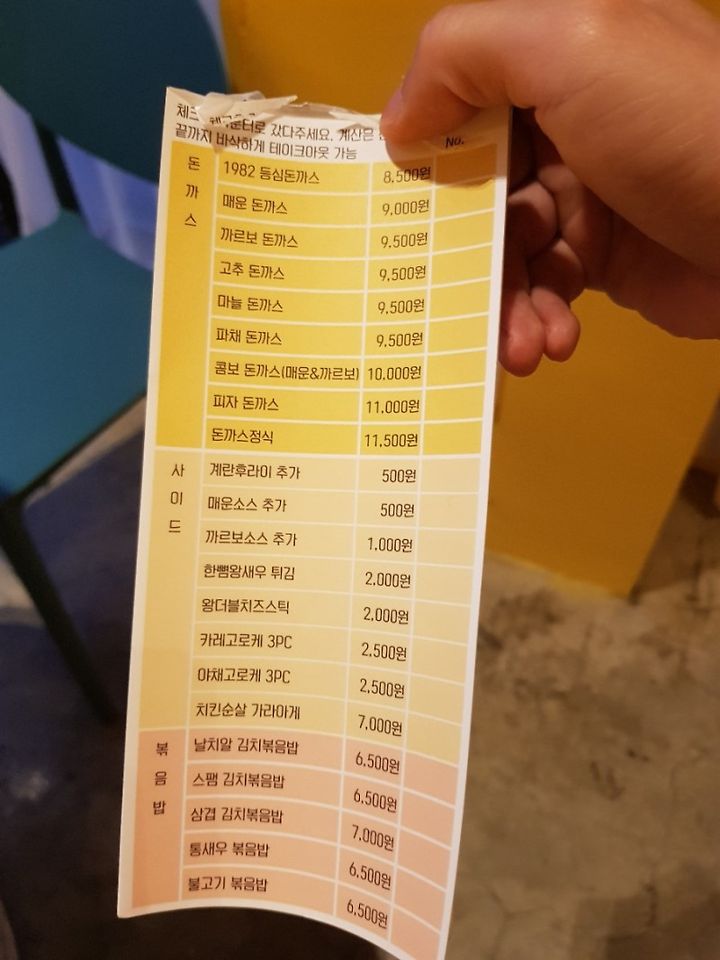 체크 카운터로 갔다주세요. 계산은
끝까지 바삭하게 테이크아웃 가능
No.
돈까스
1982 등심돈까스 8,500원
매운 돈까스 9,000원
까르보 돈까스 9,500원
고추 돈까스 9,500원
마늘 돈까스 9,500원
파채 돈까스 9,500원
콤보 돈까스(매운&까르보) 10,000원
피자 돈까스 11,000원
돈까스정식 11,500원
사이드
계란후라이 추가 500원
매운소스 추가 500원
까르보소스 추가 1,000원
한뼘왕새우 튀김 2,000원
왕더블치즈스틱 2,000원
카레고로케 3PC 2,500원
야채고로케 3PC 2,500원
치킨순살 가라아게 7,000원
볶음밥
날치알 김치볶음밥 6,500원
스팸 김치볶음밥 6,500원
삼겹 김치볶음밥 7,000원
통새우 볶음밥 6,500원
불고기 볶음밥 6,500원